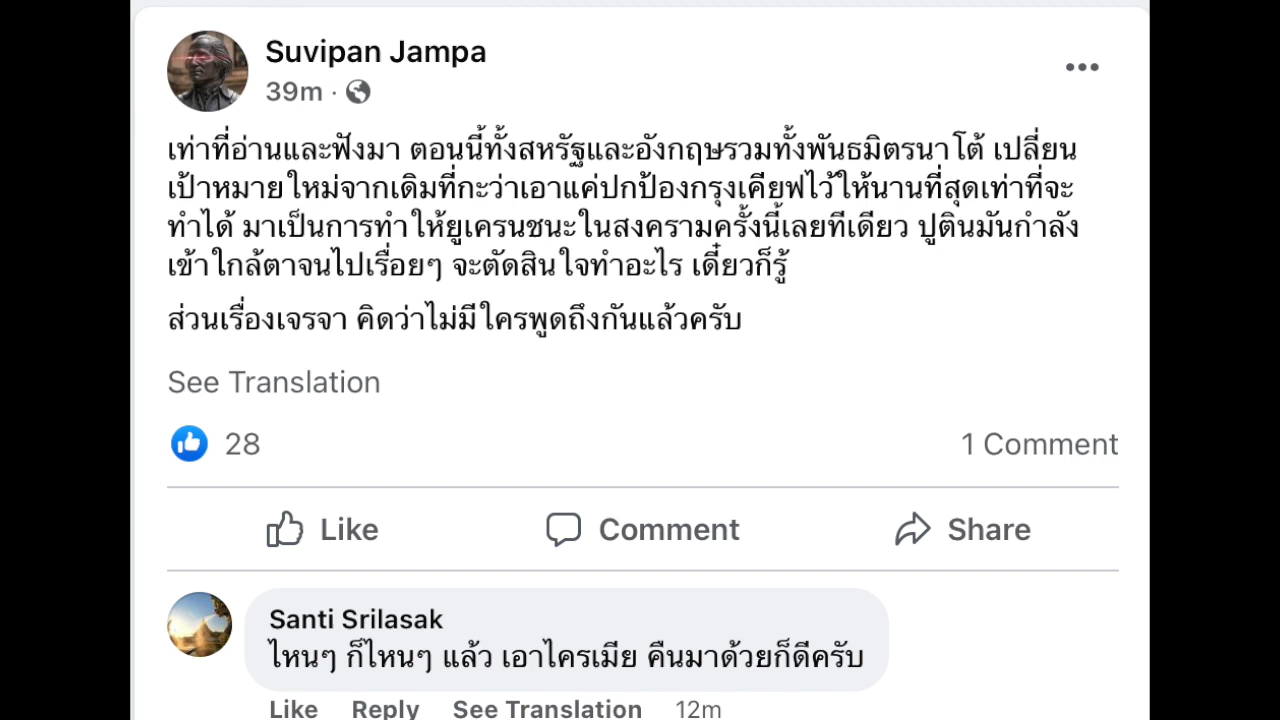 Suvipan Jampa
39m ·
เท่าที่อ่านและฟังมา ตอนนี้ทั้งสหรัฐและอังกฤษรวมทั้งพันธมิตรนาโต้ เปลี่ยน
เป้าหมายใหม่จากเดิมที่กะว่าเอาแค่ปกป้องกรุงเคียฟไว้ให้นานที่สุดเท่าที่จะ
ทำได้ มาเป็นการทำให้ยูเครนชนะในสงครามครั้งนี้เลยทีเดียว ปูตินมันกำลัง
เข้าใกล้ตาจนไปเรื่อยๆ จะตัดสินใจทำอะไร เดี๋ยวก็รู้
ส่วนเรื่องเจรจา คิดว่าไม่มีใครพูดถึงกันแล้วครับ
See Translation
28 1 Comment
Like Comment Share
Santi Srilasak
ไหนๆ ก็ไหนๆ แล้ว เอาไครเมีย คืนมาด้วยก็ดีครับ
Like Reply See Translation 12m